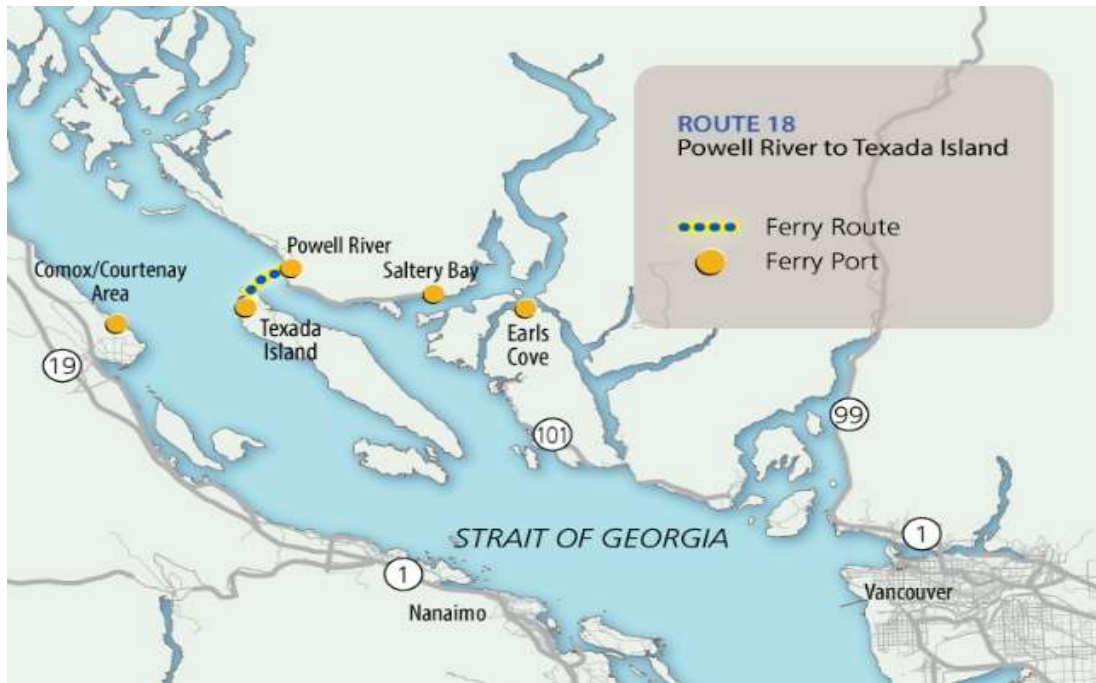 ROUTE 18
Powell River to Texada Island
Ferry Route
Ferry Port
Powell River
Comox/Courtenay
Area
Saltery Bay
Texada
Island
Earls
Cove
19
101
99
STRAIT OF GEORGIA
1
1
Nanaimo
Vancouver